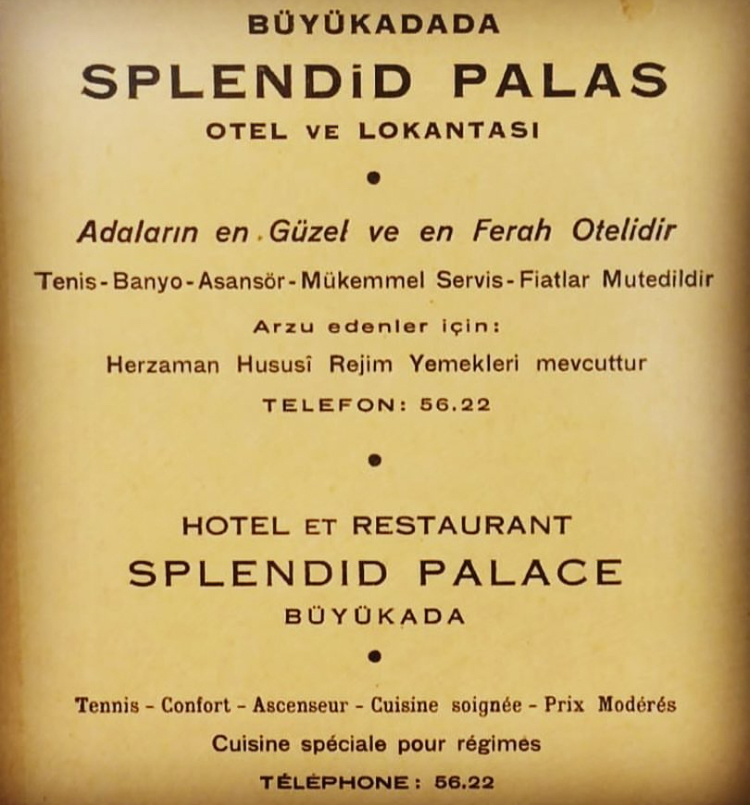 BÜYÜKADADA
SPLENDiD PALAS
OTEL VE LOKANTASI
Adaların en Güzel ve en Ferah Otelidir
Tenis-Banyo-Asansör-Mükemmel Servis-Fiatlar Mutedildir
Arzu edenler için:
Herzaman Hususî Rejim Yemekleri mevcuttur
TELEFON: 56.22
HOTEL ET RESTAURANT
SPLENDID PALACE
BÜYÜKADA
Tennis - Confort - Ascenseur - Cuisine soignée - Prix Modérés
Cuisine spéciale pour régimes
TÉLÉPHONE: 56.22